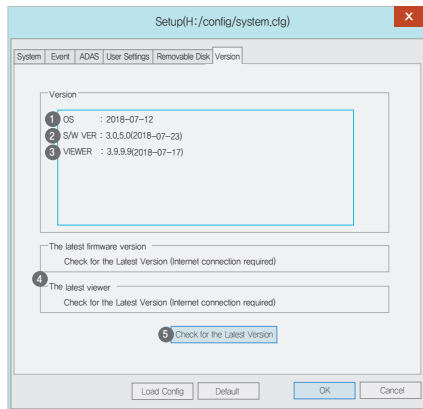 Setup(H:/config/system,cfg)
X
System Event ADAS User Settings Removable Disk Version
Version
1 OS : 2018-07-12
2 S/W VER : 3,0,5,0(2018-07-23)
3 VIEWER : 3,9,9,9(2018-07-17)
The latest firmware version
Check for the Latest Version (Internet connection required)
4
The latest viewer
Check for the Latest Version (Internet connection required)
5 Check for the Latest Version
Load Config Default OK Cancel